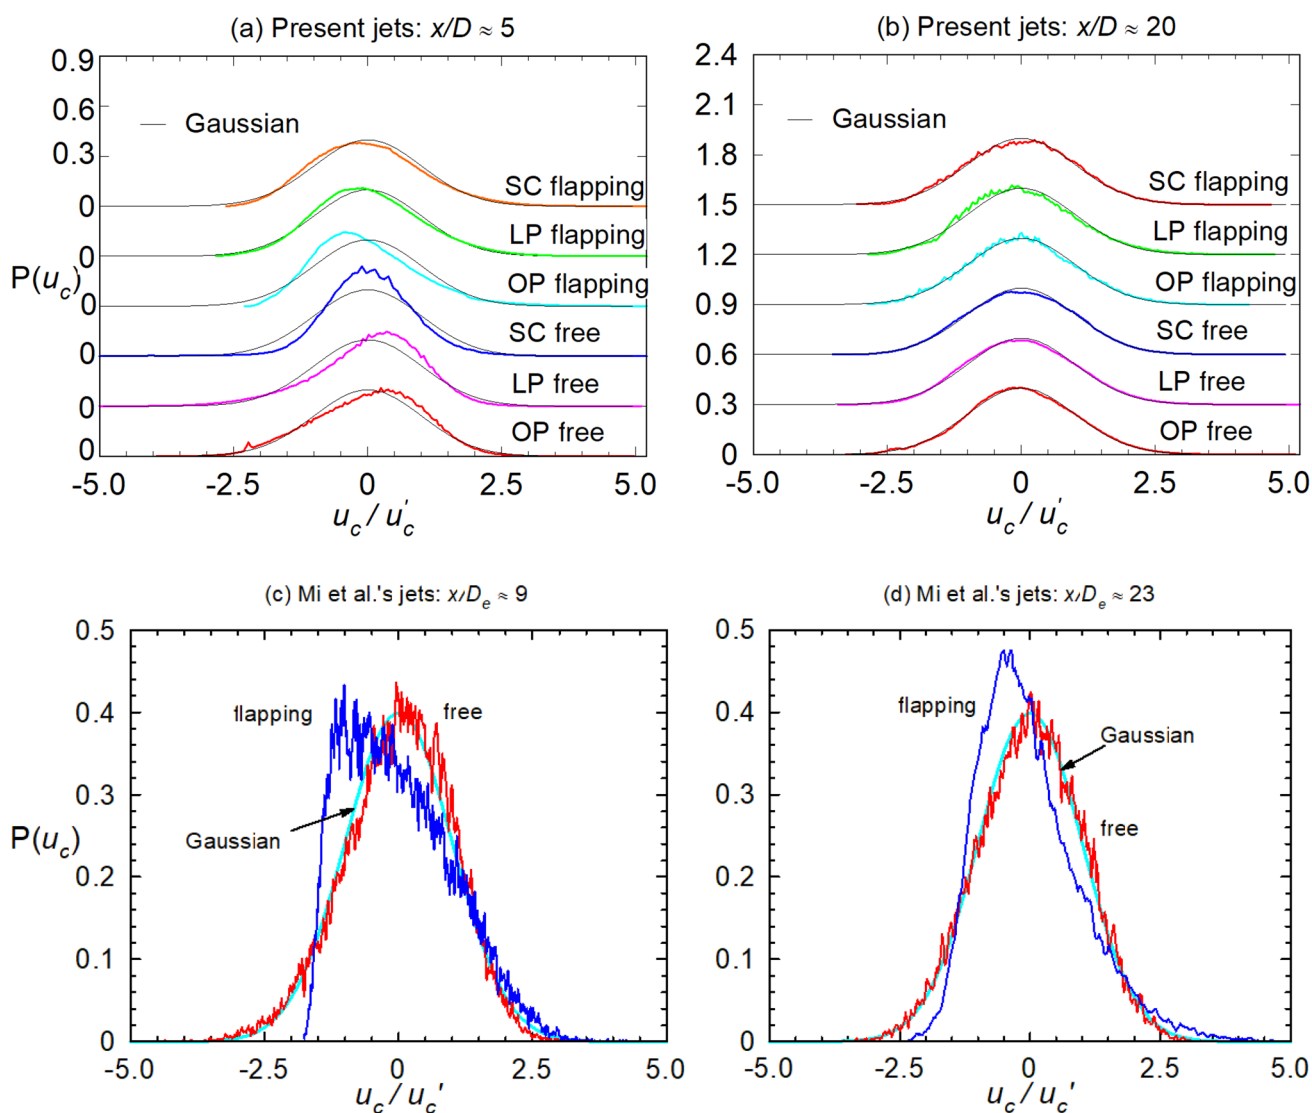 (a) Present jets: x/D ≈ 5
0.9
0.6
0.3
0
0
0
0
0
0
P(u_c)
Gaussian
SC flapping
LP flapping
OP flapping
SC free
LP free
OP free
-5.0 -2.5 0 2.5 5.0
u_c / u_c'
(b) Present jets: x/D ≈ 20
2.4
2.1
1.8
1.5
1.2
0.9
0.6
0.3
0
Gaussian
SC flapping
LP flapping
OP flapping
SC free
LP free
OP free
-5.0 -2.5 0 2.5 5.0
u_c / u_c'
(c) Mi et al.'s jets: x/D_e ≈ 9
0.5
0.4
0.3
0.2
0.1
0
P(u_c)
flapping
free
Gaussian
-5.0 -2.5 0 2.5 5.0
u_c / u_c'
(d) Mi et al.'s jets: x/D_e ≈ 23
0.5
0.4
0.3
0.2
0.1
0
flapping
Gaussian
free
-5.0 -2.5 0 2.5 5.0
u_c / u_c'